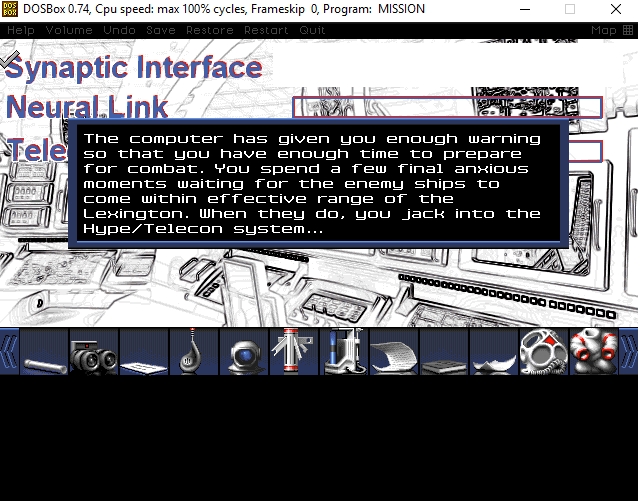 DOSBox 0.74, Cpu speed: max 100% cycles, Frameskip 0, Program: MISSION
Help Volume Undo Save Restore Restart Quit Map
Synaptic Interface
Neural Link
Tele
The computer has given you enough warning
so that you have enough time to prepare
for combat. You spend a few final anxious
moments waiting for the enemy ships to
come within effective range of the
Lexington. When they do, you jack into the
Hype/Telecon system...